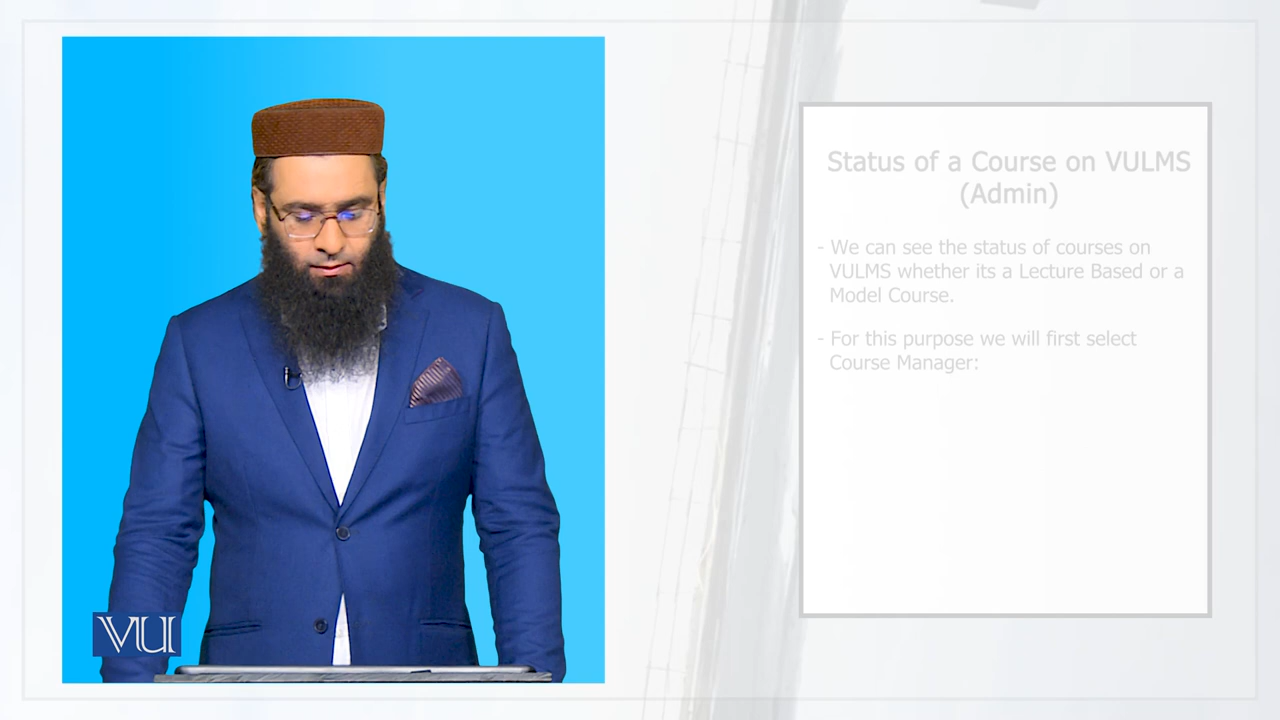 Status of a Course on VULMS
(Admin)
- We can see the status of courses on
VULMS whether its a Lecture Based or a
Model Course.
- For this purpose we will first select
Course Manager:
VU